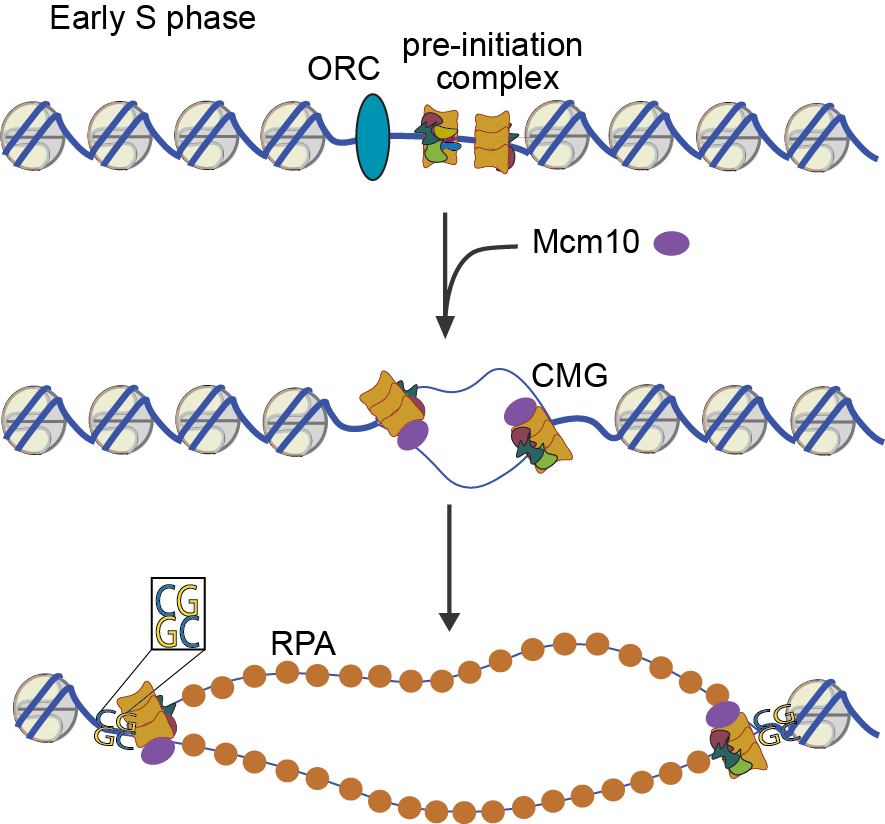 Early S phase
ORC
pre-initiation
complex
Mcm10
CMG
CG
GC
RPA
CG
GC
CG
GC